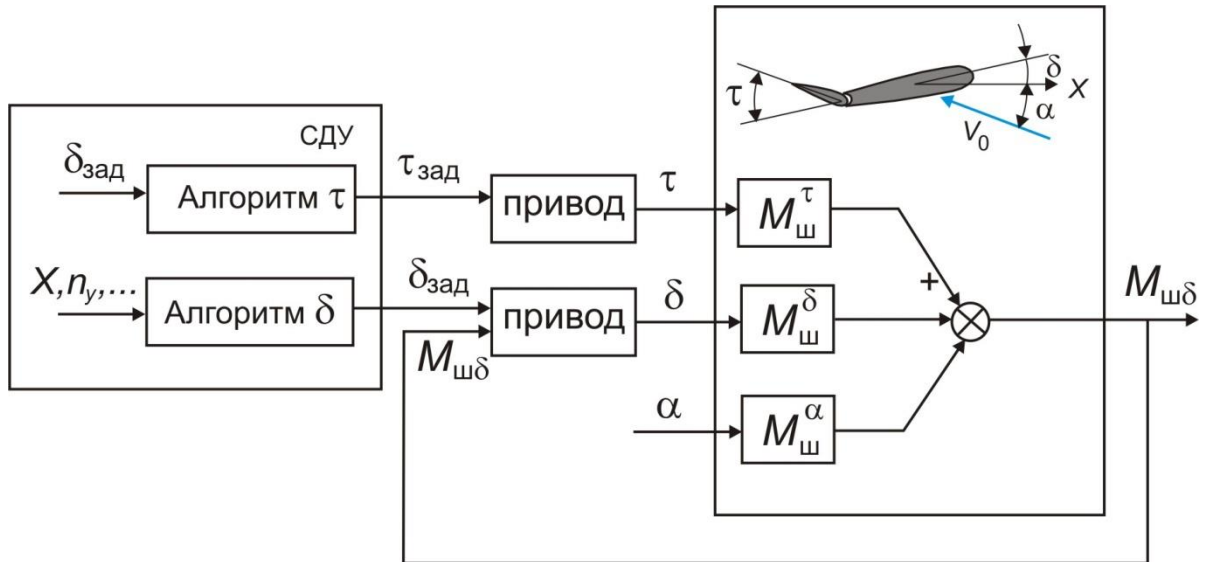 τ
δ
X
α
V₀
СДУ
δзад
Алгоритм τ
τзад
привод
τ
Mшτ
X,ny,...
Алгоритм δ
δзад
привод
δ
Mшδ
+
Mшδ
Mшδ
α
Mшα